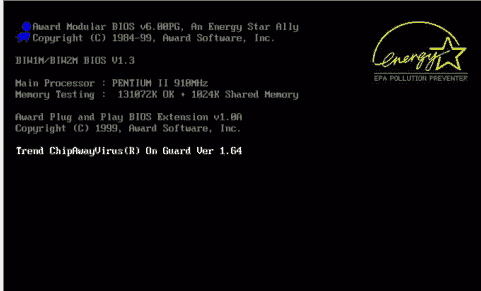 Award Modular BIOS v6.00PG, An Energy Star Ally
Copyright (C) 1984-99, Award Software, Inc.
BIW1M/BIW2M BIOS V1.3
Main Processor : PENTIUM II 910MHz
Memory Testing : 131072K OK + 1024K Shared Memory
Award Plug and Play BIOS Extension v1.0A
Copyright (C) 1999, Award Software, Inc.
Trend ChipAwayVirus(R) On Guard Ver 1.64
energy
EPA POLLUTION PREVENTER